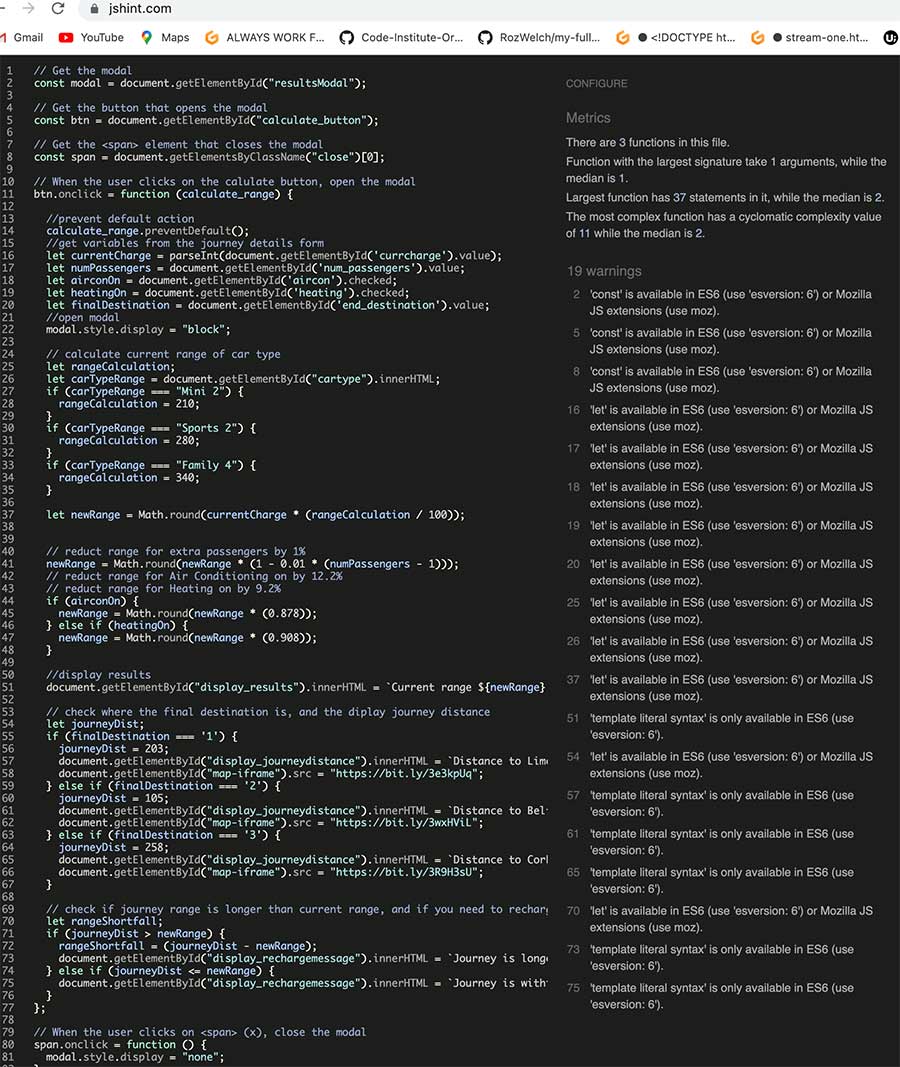 jshint.com
Gmail YouTube Maps ALWAYS WORK F... Code-Institute-Or... RozWelch/my-full... <!DOCTYPE ht... stream-one.ht...
1 // Get the modal
2 const modal = document.getElementById("resultsModal");
3
4 // Get the button that opens the modal
5 const btn = document.getElementById("calculate_button");
6
7 // Get the <span> element that closes the modal
8 const span = document.getElementsByClassName("close")[0];
9
10 // When the user clicks on the calulate button, open the modal
11 btn.onclick = function (calculate_range) {
12
13 //prevent default action
14 calculate_range.preventDefault();
15 //get variables from the journey details form
16 let currentCharge = parseInt(document.getElementById('currcharge').value);
17 let numPassengers = document.getElementById('num_passengers').value;
18 let airconOn = document.getElementById('aircon').checked;
19 let heatingOn = document.getElementById('heating').checked;
20 let finalDestination = document.getElementById('end_destination').value;
21 //open modal
22 modal.style.display = "block";
23
24 // calculate current range of car type
25 let rangeCalculation;
26 let carTypeRange = document.getElementById("cartype").innerHTML;
27 if (carTypeRange === "Mini 2") {
28 rangeCalculation = 210;
29 }
30 if (carTypeRange === "Sports 2") {
31 rangeCalculation = 280;
32 }
33 if (carTypeRange === "Family 4") {
34 rangeCalculation = 340;
35 }
36
37 let newRange = Math.round(currentCharge * (rangeCalculation / 100));
38
39
40 // reduct range for extra passengers by 1%
41 newRange = Math.round(newRange * (1 - 0.01 * (numPassengers - 1)));
42 // reduct range for Air Conditioning on by 12.2%
43 // reduct range for Heating on by 9.2%
44 if (airconOn) {
45 newRange = Math.round(newRange * (0.878));
46 } else if (heatingOn) {
47 newRange = Math.round(newRange * (0.908));
48 }
49
50 //display results
51 document.getElementById("display_results").innerHTML = `Current range ${newRange}
52
53 // check where the final destination is, and the diplay journey distance
54 let journeyDist;
55 if (finalDestination === '1') {
56 journeyDist = 203;
57 document.getElementById("display_journeydistance").innerHTML = `Distance to Lim
58 document.getElementById("map-iframe").src = "https://bit.ly/3e3kpUq";
59 } else if (finalDestination === '2') {
60 journeyDist = 105;
61 document.getElementById("display_journeydistance").innerHTML = `Distance to Bel
62 document.getElementById("map-iframe").src = "https://bit.ly/3wxHViL";
63 } else if (finalDestination === '3') {
64 journeyDist = 258;
65 document.getElementById("display_journeydistance").innerHTML = `Distance to Cor
66 document.getElementById("map-iframe").src = "https://bit.ly/3R9H3sU";
67 }
68
69 // check if journey range is longer than current range, and if you need to rechar
70 let rangeShortfall;
71 if (journeyDist > newRange) {
72 rangeShortfall = (journeyDist - newRange);
73 document.getElementById("display_rechargemessage").innerHTML = `Journey is long
74 } else if (journeyDist <= newRange) {
75 document.getElementById("display_rechargemessage").innerHTML = `Journey is with
76 }
77 };
78
79 // When the user clicks on <span> (x), close the modal
80 span.onclick = function () {
81 modal.style.display = "none";
CONFIGURE
Metrics
There are 3 functions in this file.
Function with the largest signature take 1 arguments, while the
median is 1.
Largest function has 37 statements in it, while the median is 2.
The most complex function has a cyclomatic complexity value
of 11 while the median is 2.
19 warnings
2 'const' is available in ES6 (use 'esversion: 6') or Mozilla
JS extensions (use moz).
5 'const' is available in ES6 (use 'esversion: 6') or Mozilla
JS extensions (use moz).
8 'const' is available in ES6 (use 'esversion: 6') or Mozilla
JS extensions (use moz).
16 'let' is available in ES6 (use 'esversion: 6') or Mozilla JS
extensions (use moz).
17 'let' is available in ES6 (use 'esversion: 6') or Mozilla JS
extensions (use moz).
18 'let' is available in ES6 (use 'esversion: 6') or Mozilla JS
extensions (use moz).
19 'let' is available in ES6 (use 'esversion: 6') or Mozilla JS
extensions (use moz).
20 'let' is available in ES6 (use 'esversion: 6') or Mozilla JS
extensions (use moz).
25 'let' is available in ES6 (use 'esversion: 6') or Mozilla JS
extensions (use moz).
26 'let' is available in ES6 (use 'esversion: 6') or Mozilla JS
extensions (use moz).
37 'let' is available in ES6 (use 'esversion: 6') or Mozilla JS
extensions (use moz).
51 'template literal syntax' is only available in ES6 (use
'esversion: 6').
54 'let' is available in ES6 (use 'esversion: 6') or Mozilla JS
extensions (use moz).
57 'template literal syntax' is only available in ES6 (use
'esversion: 6').
61 'template literal syntax' is only available in ES6 (use
'esversion: 6').
65 'template literal syntax' is only available in ES6 (use
'esversion: 6').
70 'let' is available in ES6 (use 'esversion: 6') or Mozilla JS
extensions (use moz).
73 'template literal syntax' is only available in ES6 (use
'esversion: 6').
75 'template literal syntax' is only available in ES6 (use
'esversion: 6').